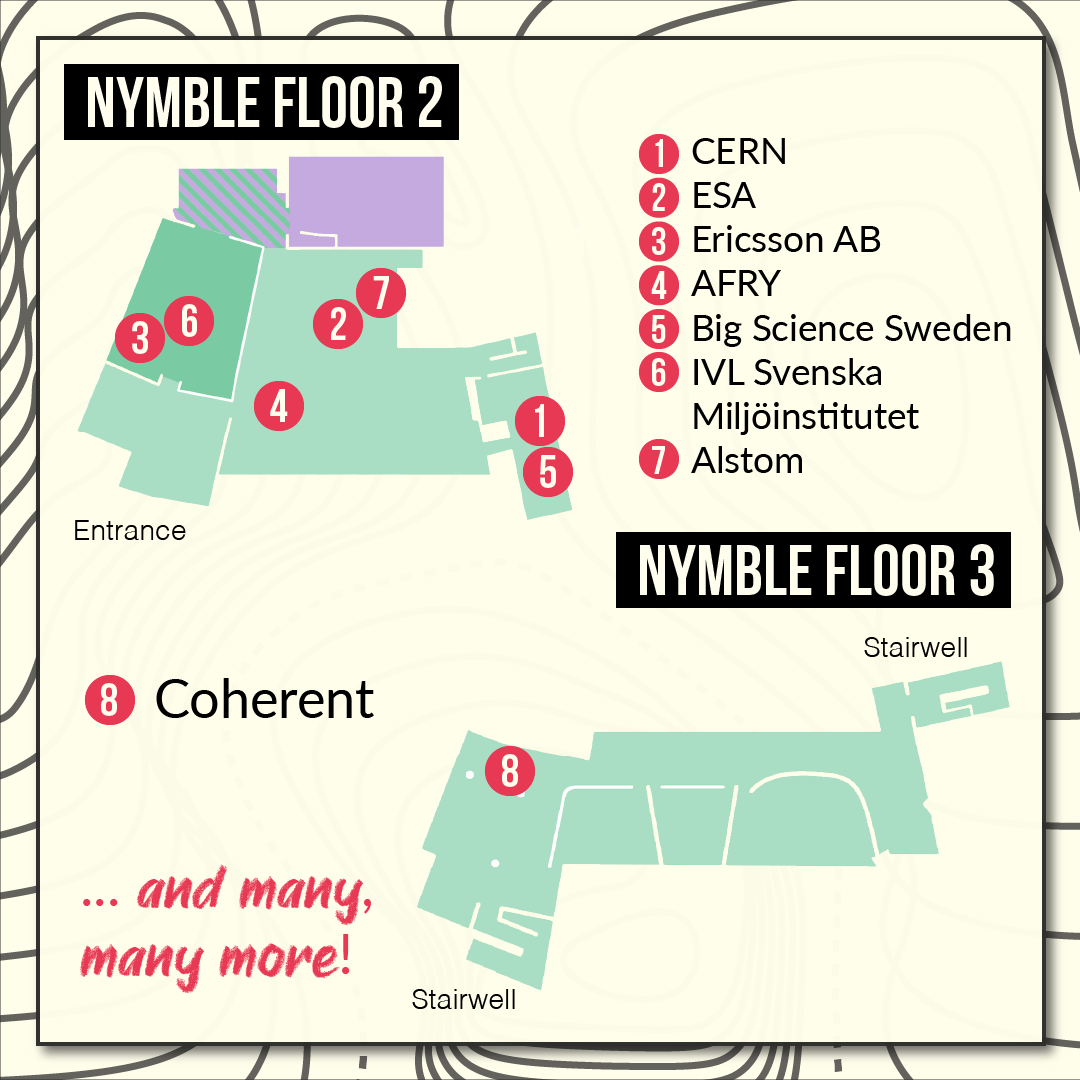 NYMBLE FLOOR 2
1 CERN
2 ESA
3 Ericsson AB
4 AFRY
5 Big Science Sweden
6 IVL Svenska
Miljöinstitutet
7 Alstom
7
2
3 6
4
1
5
Entrance
NYMBLE FLOOR 3
Stairwell
8 Coherent
8
... and many,
many more!
Stairwell